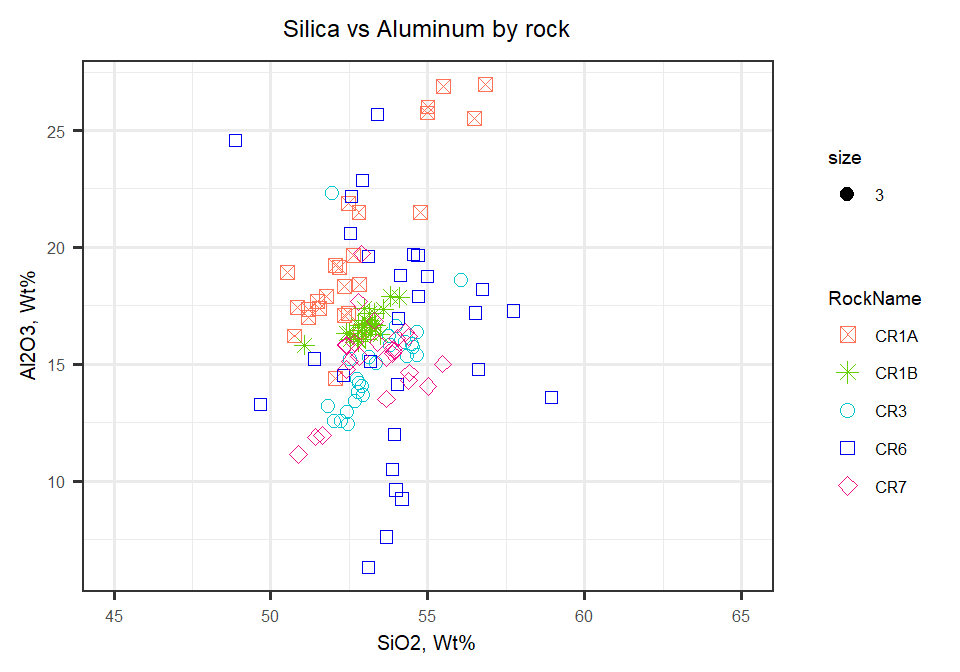 Silica vs Aluminum by rock
25
20
15
10
Al2O3, Wt%
45
50
55
60
65
SiO2, Wt%
size
3
RockName
CR1A
CR1B
CR3
CR6
CR7